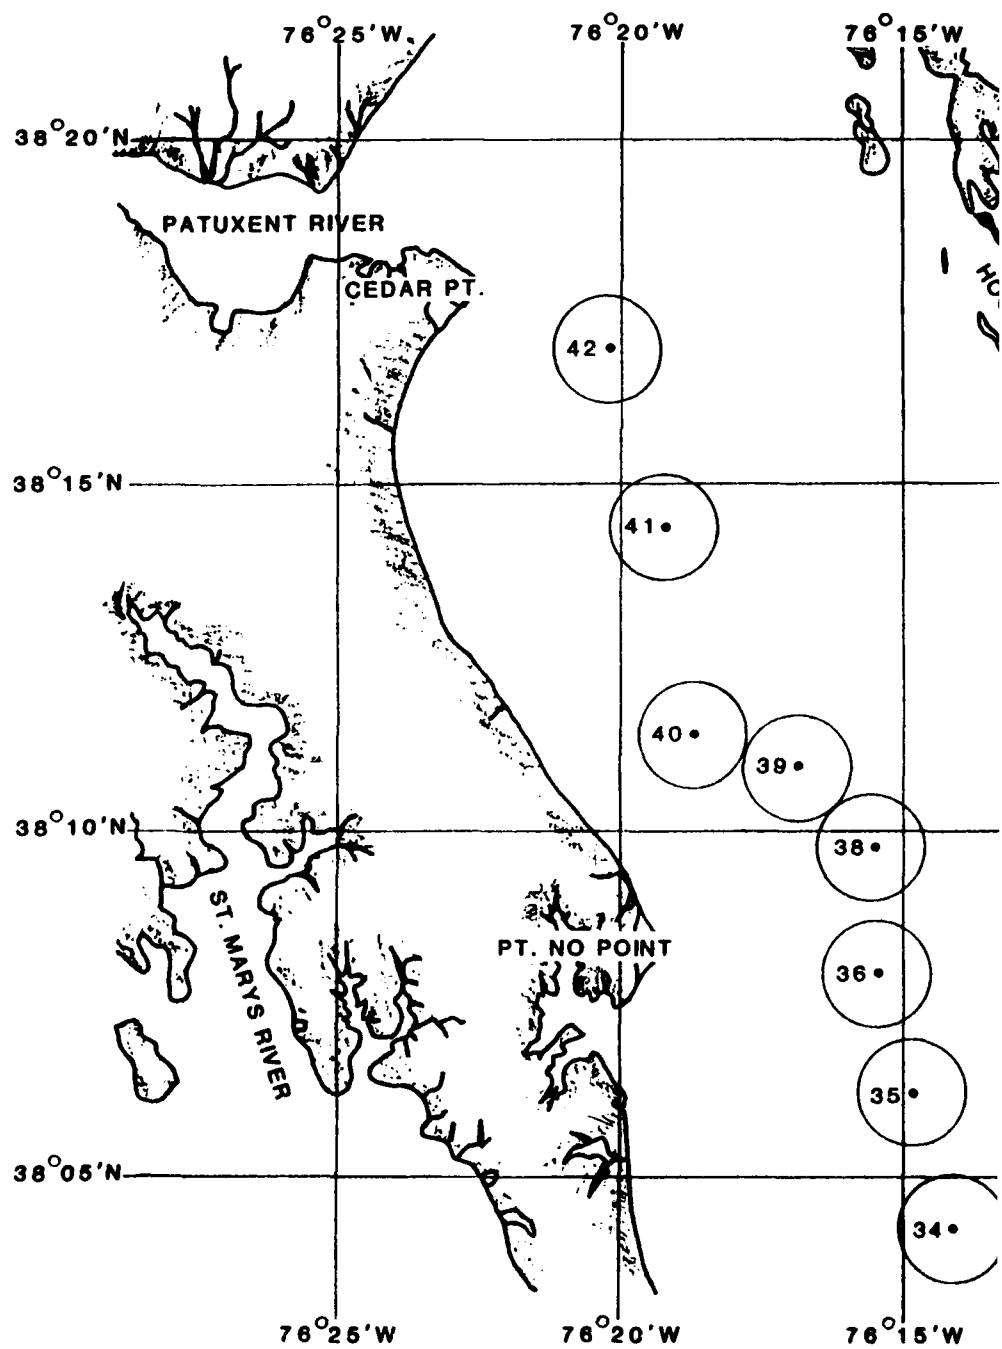 76°25'W 76°20'W 76°15'W
38°20'N
PATUXENT RIVER
CEDAR PT.
HO
42
38°15'N
41
40
39
38°10'N
38
ST. MARYS RIVER
PT. NO POINT
36
35
38°05'N
34
76°25'W 76°20'W 76°15'W